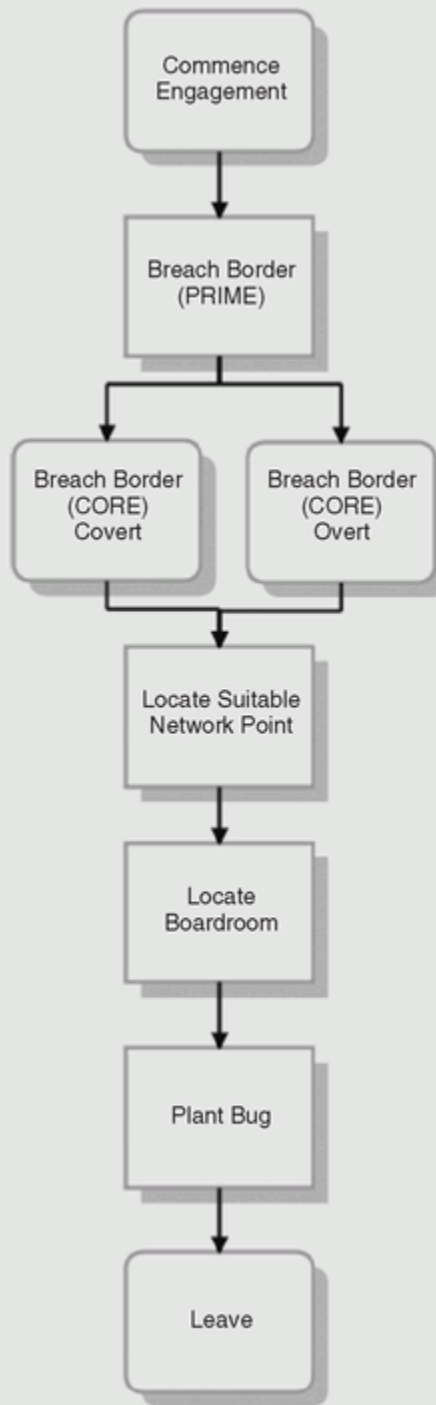 Commence
Engagement
Breach Border
(PRIME)
Breach Border
(CORE)
Covert
Breach Border
(CORE)
Overt
Locate Suitable
Network Point
Locate
Boardroom
Plant Bug
Leave